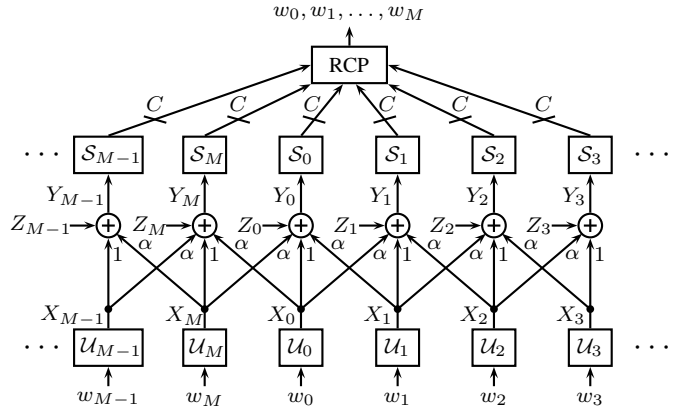 w_0, w_1, . . . , w_M
RCP
C C C C C C
· · · S_{M−1} S_M S_0 S_1 S_2 S_3 · · ·
Y_{M−1} Y_M Y_0 Y_1 Y_2 Y_3
Z_{M−1} + Z_M + Z_0 + Z_1 + Z_2 + Z_3 +
1 α α 1 α α 1 α α 1 α α 1 α α 1
X_{M−1} X_M X_0 X_1 X_2 X_3
· · · U_{M−1} U_M U_0 U_1 U_2 U_3 · · ·
w_{M−1} w_M w_0 w_1 w_2 w_3